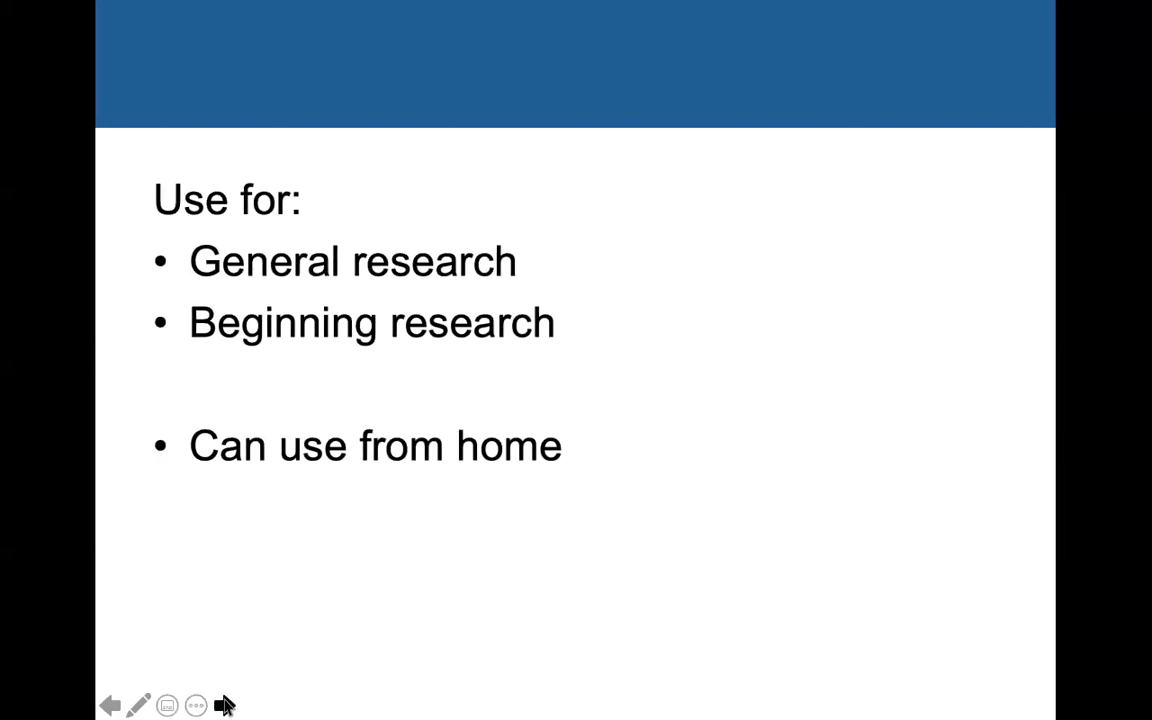 Use for:
• General research
• Beginning research
• Can use from home